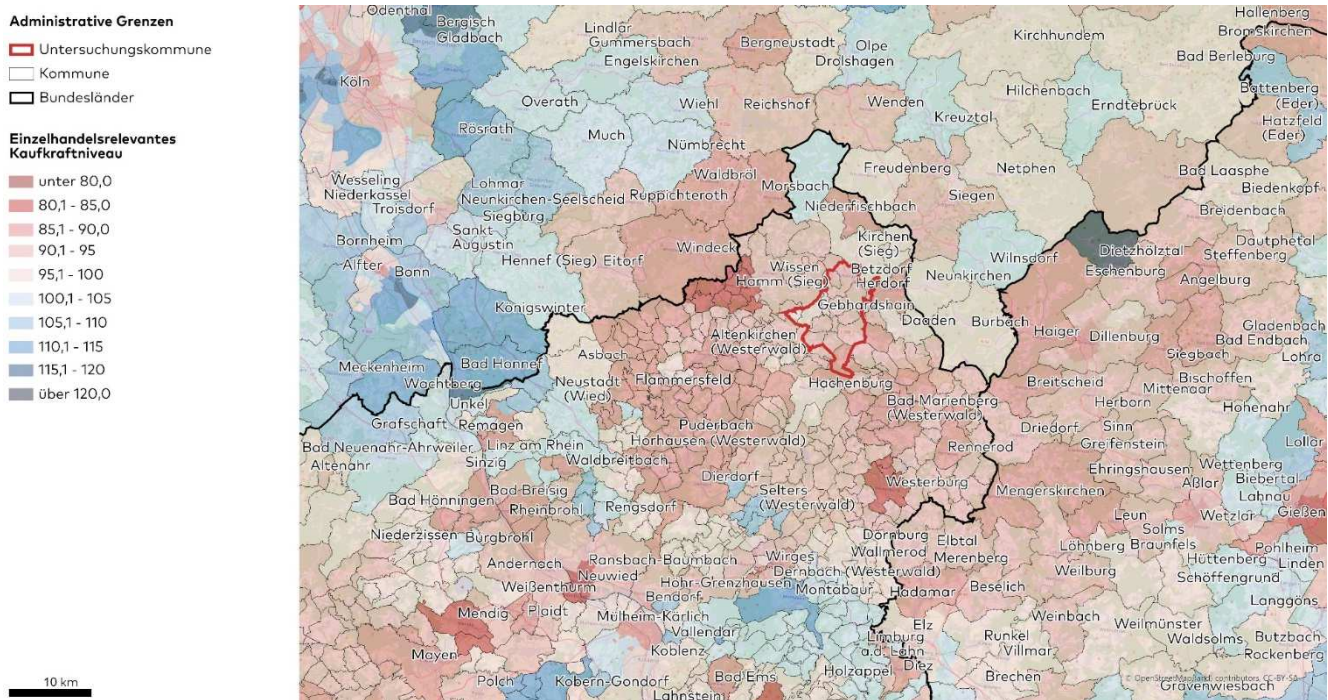 Administrative Grenzen
Untersuchungskommune
Kommune
Bundesländer
Einzelhandelsrelevantes
Kaufkraftniveau
unter 80,0
80,1 - 85,0
85,1 - 90,0
90,1 - 95
95,1 - 100
100,1 - 105
105,1 - 110
110,1 - 115
115,1 - 120
über 120,0
10 km
Odenthal
Bergisch
Gladbach
Lindlar
Gummersbach
Engelskirchen
Bergneustadt
Olpe
Drolshagen
Kirchhundem
Hallenberg
Bromskirchen
Bad Berleburg
Köln
Overath
Wiehl
Reichshof
Wenden
Hilchenbach
Kreuztal
Erndtebrück
Battenberg
(Eder)
Hatzfeld
(Eder)
Rösrath
Much
Nümbrecht
Wesseling
Niederkassel
Troisdorf
Lohmar
Neunkirchen-Seelscheid
Siegburg
Ruppichteroth
Waldbröl
Morsbach
Freudenberg
Netphen
Siegen
Bad Laasphe
Biedenkopf
Niederfischbach
Breidenbach
Bornheim
Sankt
Augustin
Alfter
Bonn
Hennef (Sieg)
Eitorf
Windeck
Wissen
Hamm (Sieg)
Kirchen
(Sieg)
Betzdorf
Herdorf
Neunkirchen
Wilnsdorf
Dietzhölztal
Eschenburg
Dautphetal
Steffenberg
Angelburg
Königswinter
Gebhardshain
Daaden
Burbach
Haiger
Dillenburg
Gladenbach
Bad Endbach
Siegbach
Lohra
Altenkirchen
(Westerwald)
Asbach
Meckenheim
Bad Honnef
Wachtberg
Neustadt
(Wied)
Flammersfeld
Hachenburg
Breitscheid
Bischoffen
Mittenaar
Unkel
Bad Marienberg
(Westerwald)
Herborn
Hohenahr
Grafschaft
Remagen
Puderbach
Horhausen (Westerwald)
Driedorf
Sinn
Greifenstein
Lollar
Bad Neuenahr-Ahrweiler
Linz am Rhein
Altenahr
Sinzig
Waldbreitbach
Rennerod
Ehringshausen
Wettenberg
Biebertal
Aßlar
Lahnau
Dierdorf
Westerburg
Mengerskirchen
Bad Breisig
Bad Hönningen
Rheinbrohl
Rengsdorf
Selters
(Westerwald)
Leun
Wetzlar
Gießen
Solms
Niederzissen
Burgbrohl
Dornburg
Elbtal
Löhnberg
Braunfels
Pohlheim
Hüttenberg
Linden
Wallmerod
Merenberg
Andernach
Ransbach-Baumbach
Wirges
Neuwied
Dernbach (Westerwald)
Weilburg
Schöffengrund
Weißenthurm
Höhr-Grenzhausen
Montabaur
Hadamar
Beselich
Langgöns
Bendorf
Mendig
Plaidt
Mülheim-Kärlich
Vallendar
Elz
Weinbach
Weilmünster
Limburg
a.d. Lahn
Runkel
Villmar
Waldsolms
Butzbach
Rockenberg
Mayen
Koblenz
Holzappel
Diez
Polch
Kobern-Gondorf
Bad Ems
Lahnstein
Brechen
Grävenwiesbach